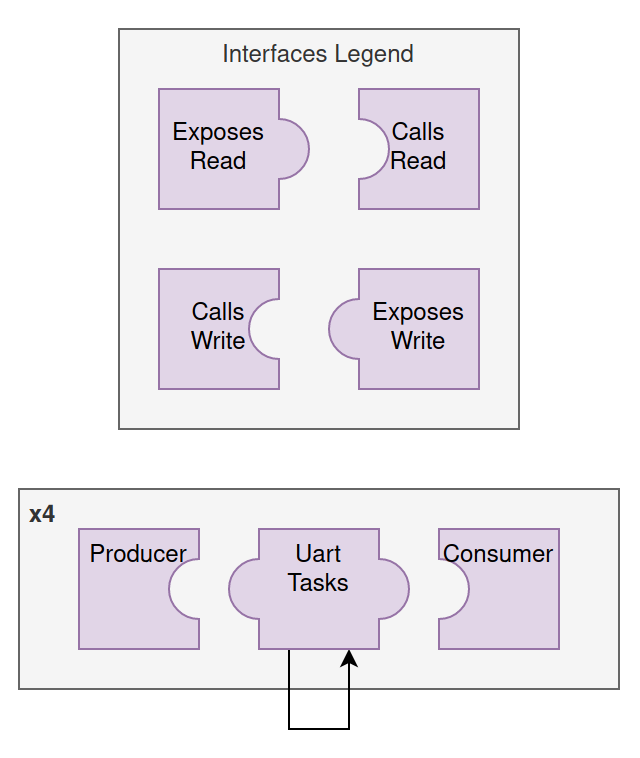 Interfaces Legend
Exposes
Read
Calls
Read
Calls
Write
Exposes
Write
x4
Producer
Uart
Tasks
Consumer